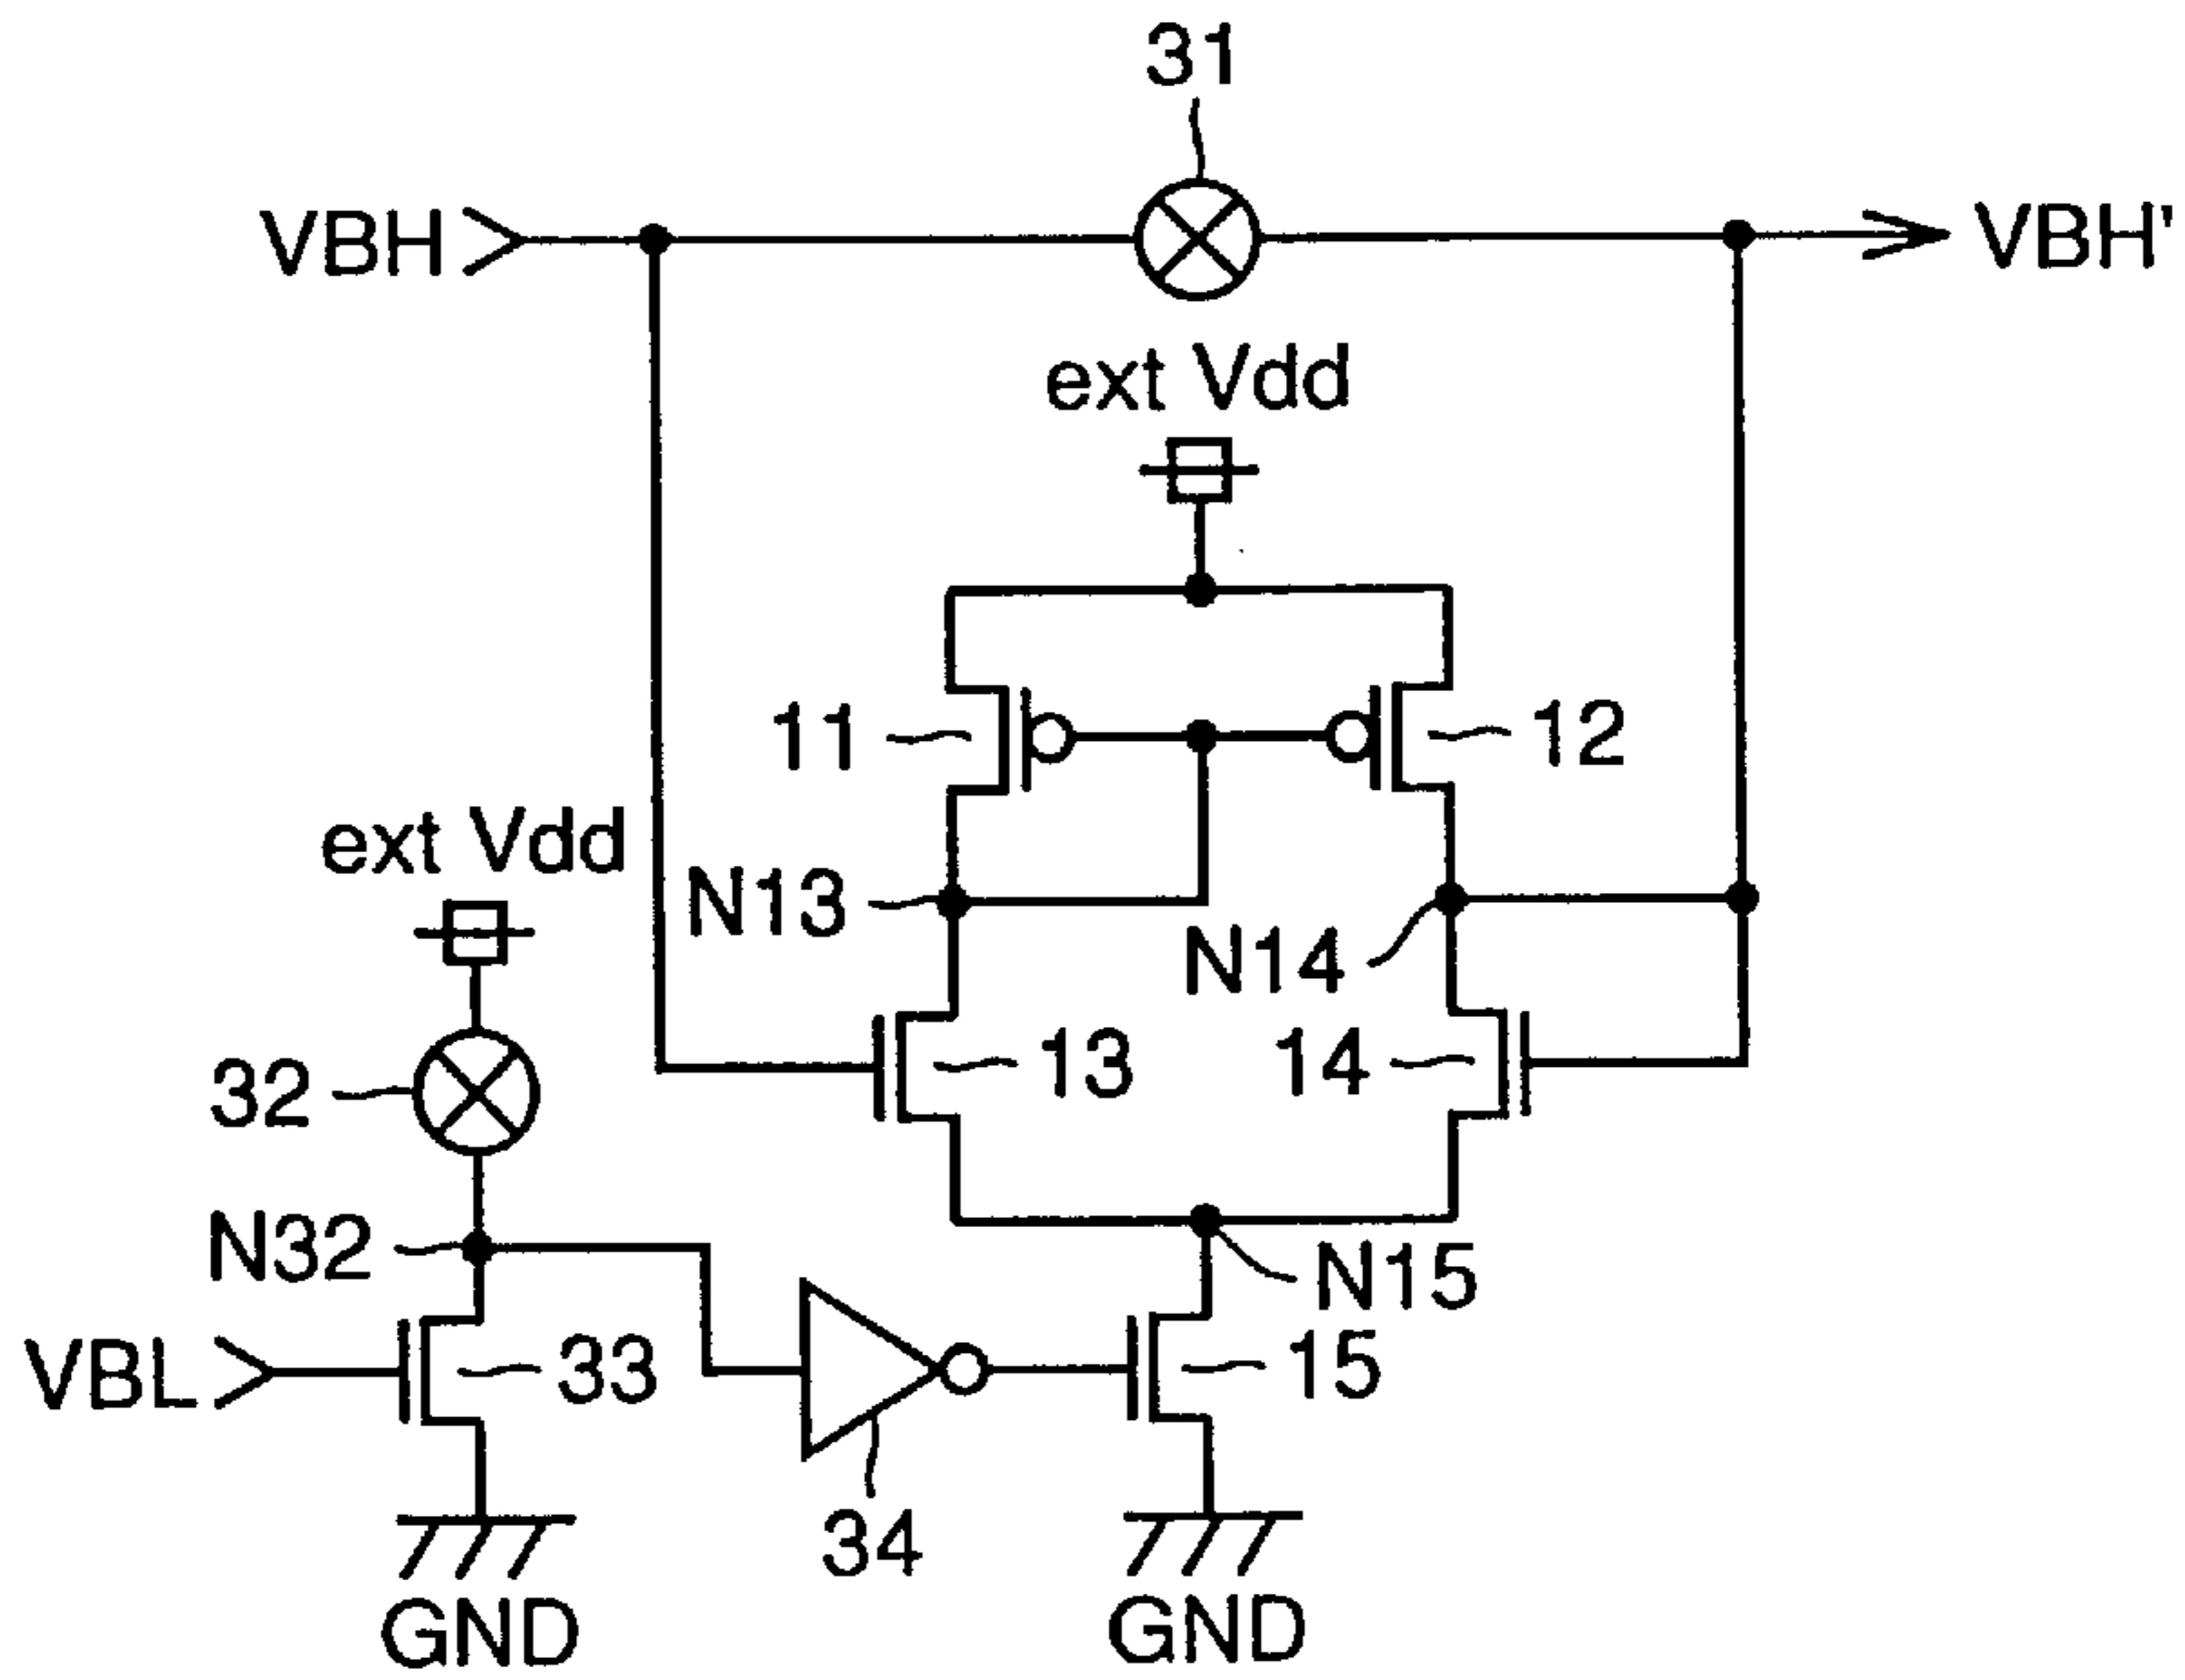 31
VBH
VBH'
ext Vdd
11
12
ext Vdd
N13
N14
32
13
14
N32
N15
VBL
33
15
34
GND
GND